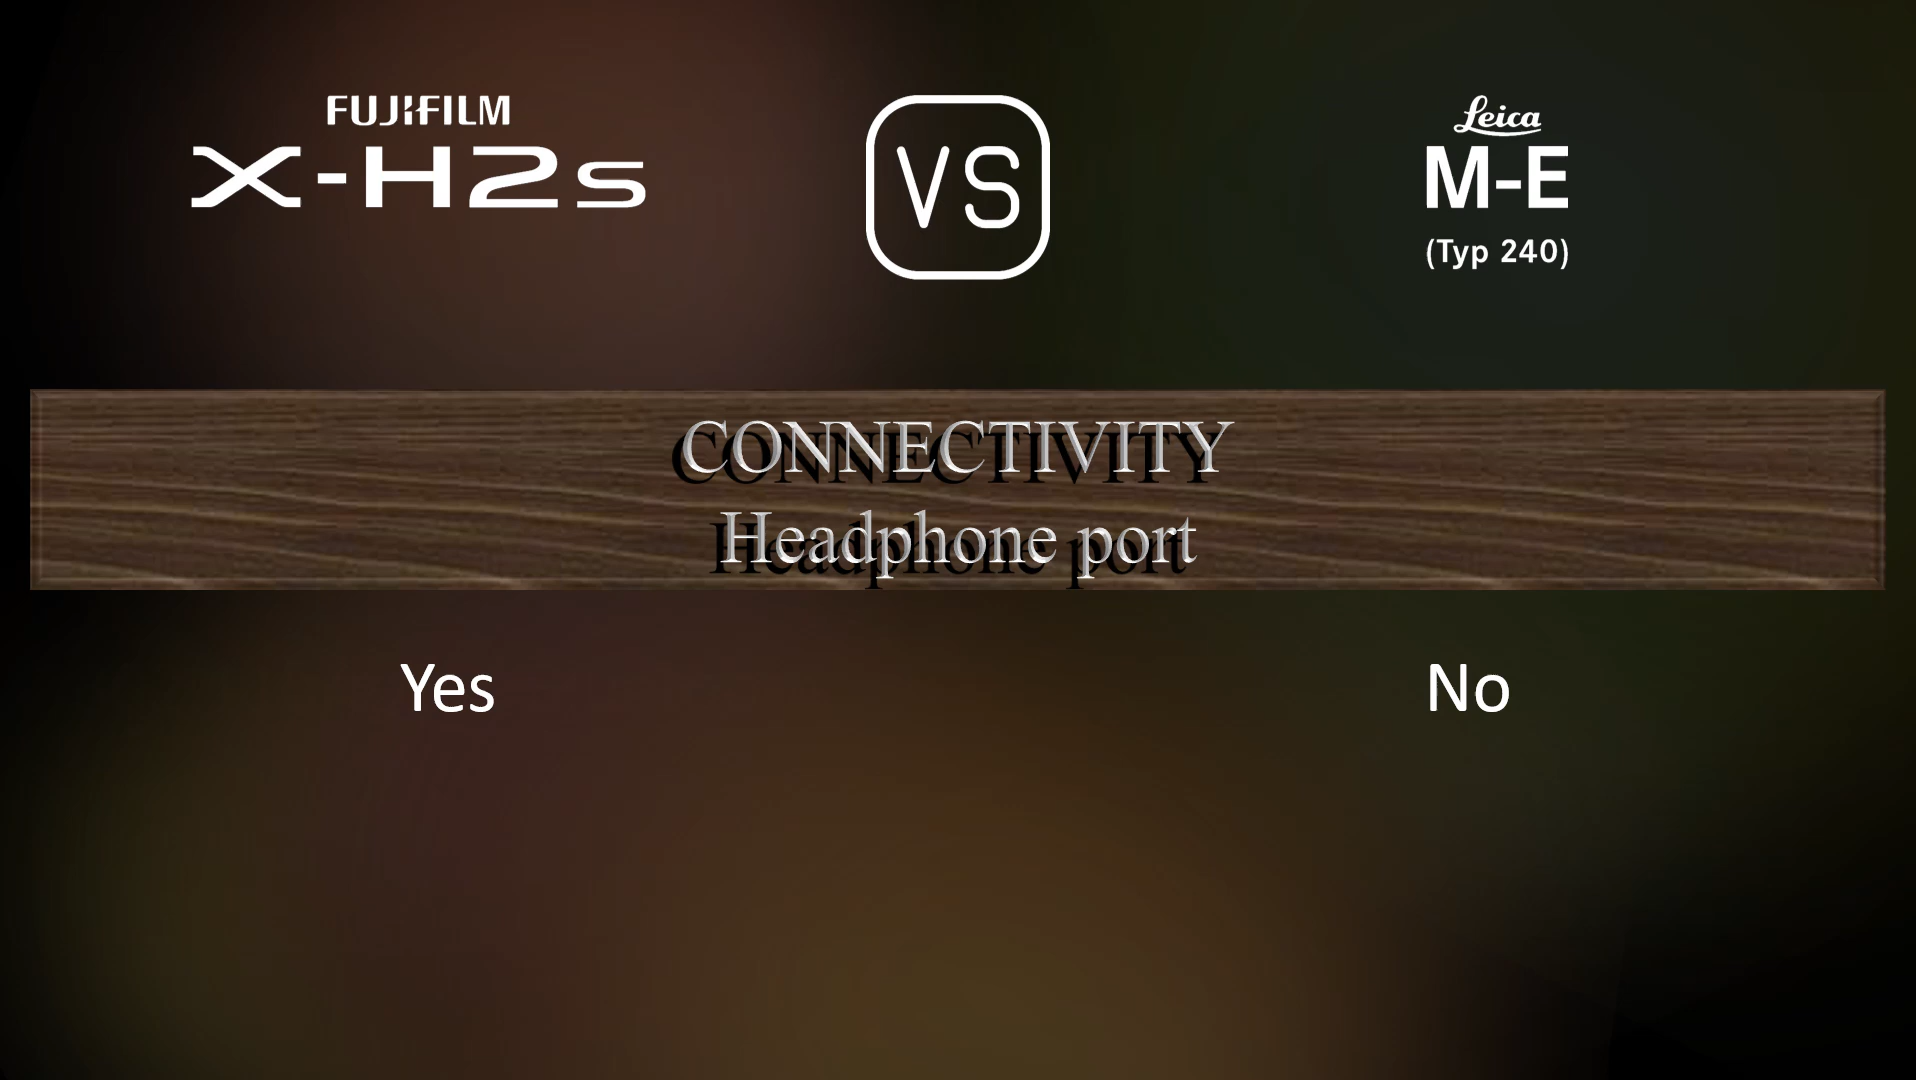 FUJIFILM
X-H2s
VS
Leica
M-E
(Typ 240)
CONNECTIVITY
Headphone port
Yes
No